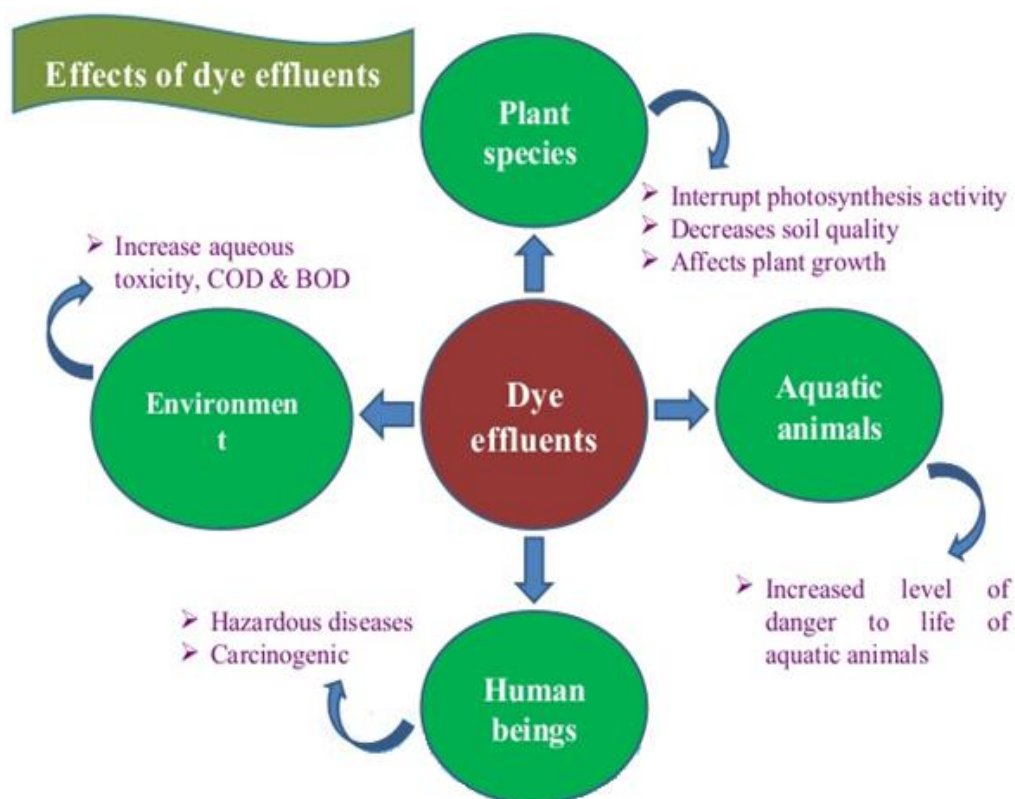 Effects of dye effluents
Plant
species
➢ Interrupt photosynthesis activity
➢ Decreases soil quality
➢ Affects plant growth
➢ Increase aqueous
toxicity, COD & BOD
Environmen
t
Dye
effluents
Aquatic
animals
➢ Increased level of
danger to life of
aquatic animals
➢ Hazardous diseases
➢ Carcinogenic
Human
beings